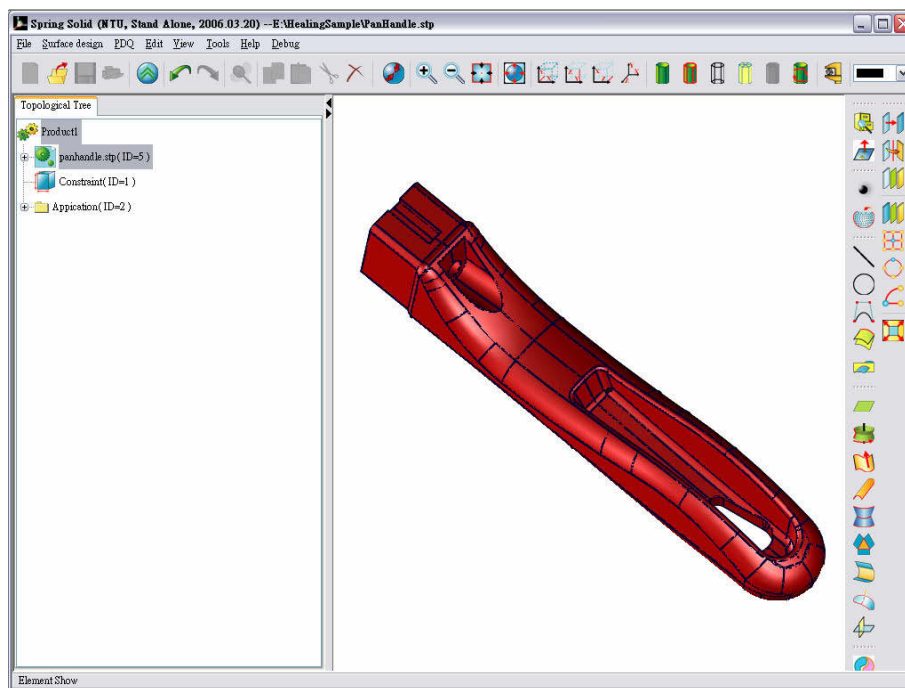 Spring Solid (NTU, Stand Alone, 2006.03.20) --E:\HealingSample\PanHandle.stp
File Surface design PDQ Edit View Tools Help Debug
Topological Tree
Product1
panhandle.stp( ID=5 )
Constraint( ID=1 )
Appication( ID=2 )
Element Show